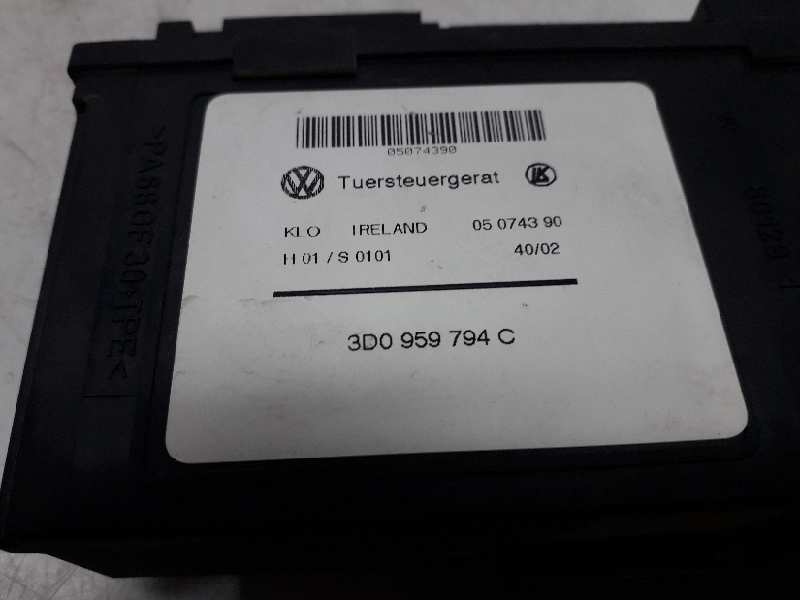 05074390
Tuersteuergerat
KLO IRELAND 05 0743 90
H 01 / S 0101 40/02
3D0 959 794 C